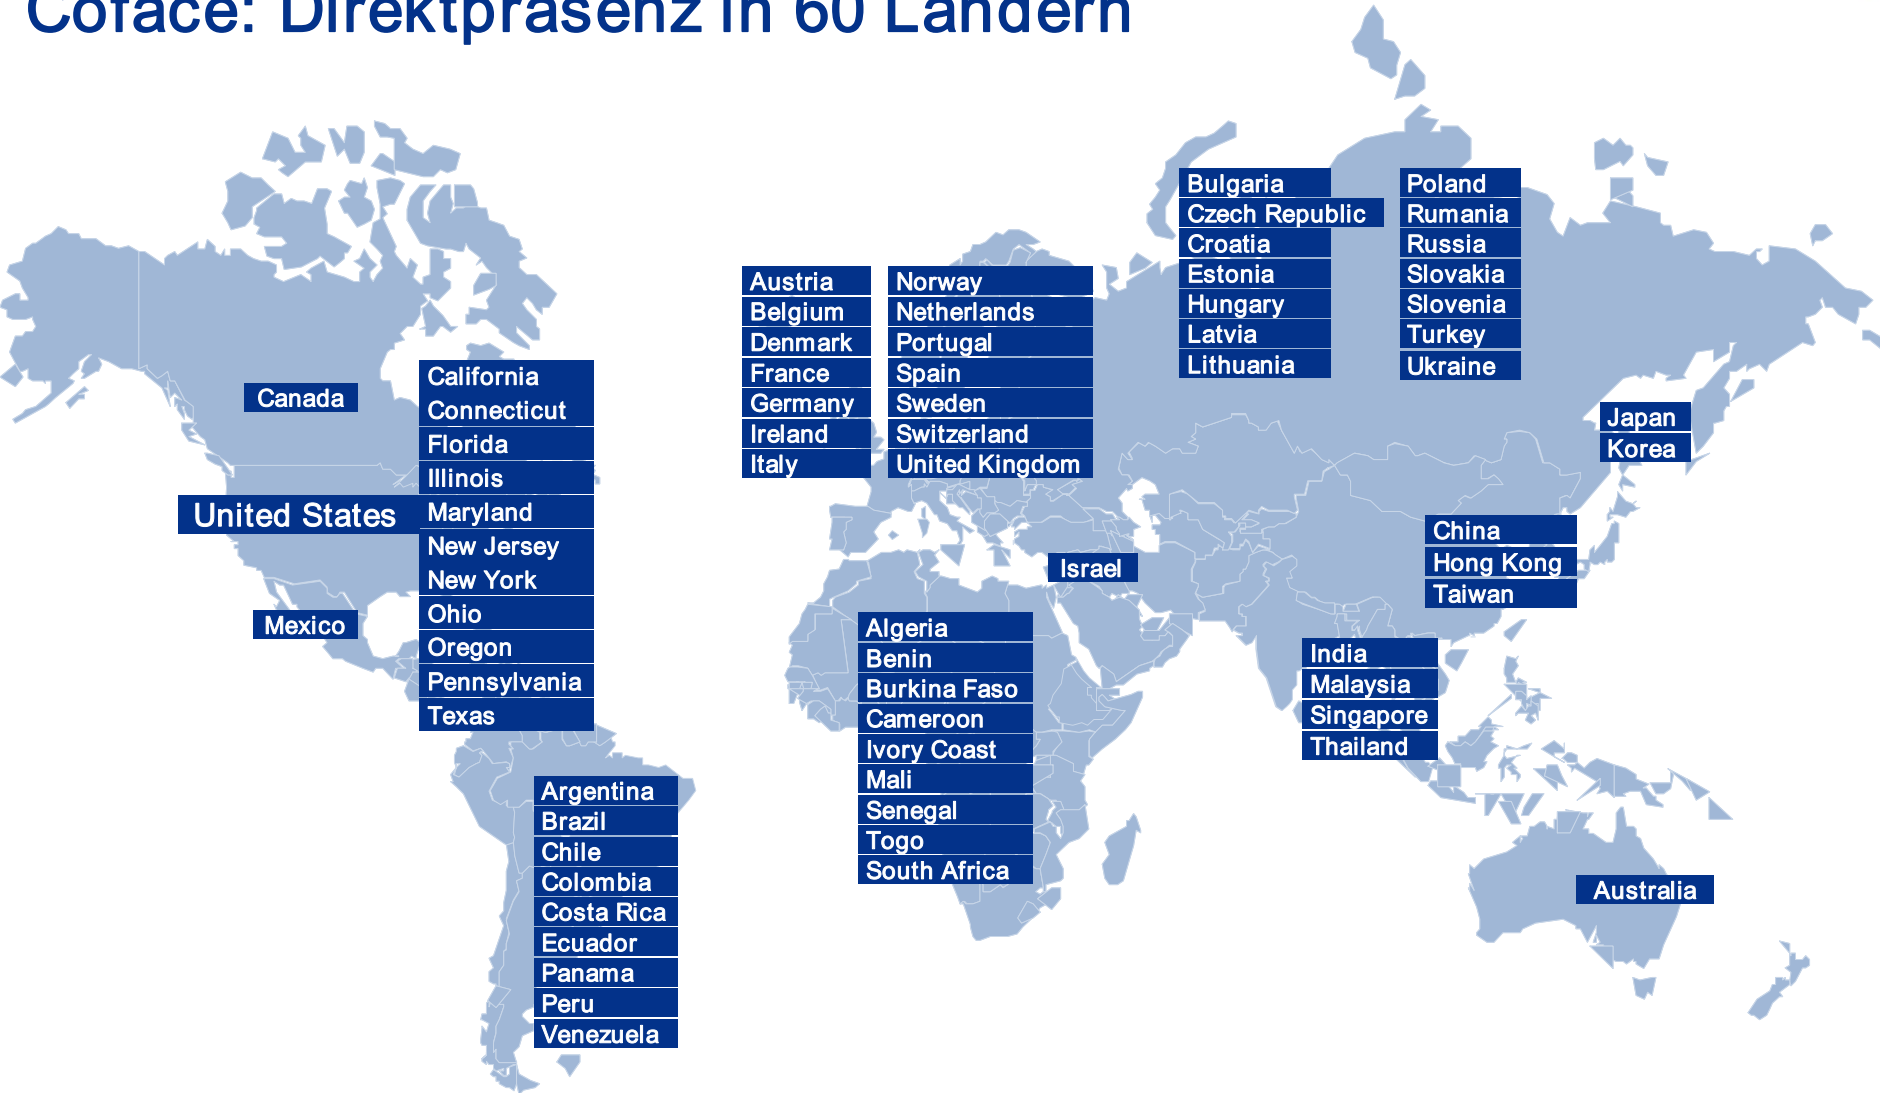 Coface: Direktpräsenz in 60 Ländern
Canada
United States
Mexico
California
Connecticut
Florida
Illinois
Maryland
New Jersey
New York
Ohio
Oregon
Pennsylvania
Texas
Argentina
Brazil
Chile
Colombia
Costa Rica
Ecuador
Panama
Peru
Venezuela
Austria
Belgium
Denmark
France
Germany
Ireland
Italy
Norway
Netherlands
Portugal
Spain
Sweden
Switzerland
United Kingdom
Israel
Algeria
Benin
Burkina Faso
Cameroon
Ivory Coast
Mali
Senegal
Togo
South Africa
Bulgaria
Czech Republic
Croatia
Estonia
Hungary
Latvia
Lithuania
Poland
Rumania
Russia
Slovakia
Slovenia
Turkey
Ukraine
Japan
Korea
China
Hong Kong
Taiwan
India
Malaysia
Singapore
Thailand
Australia